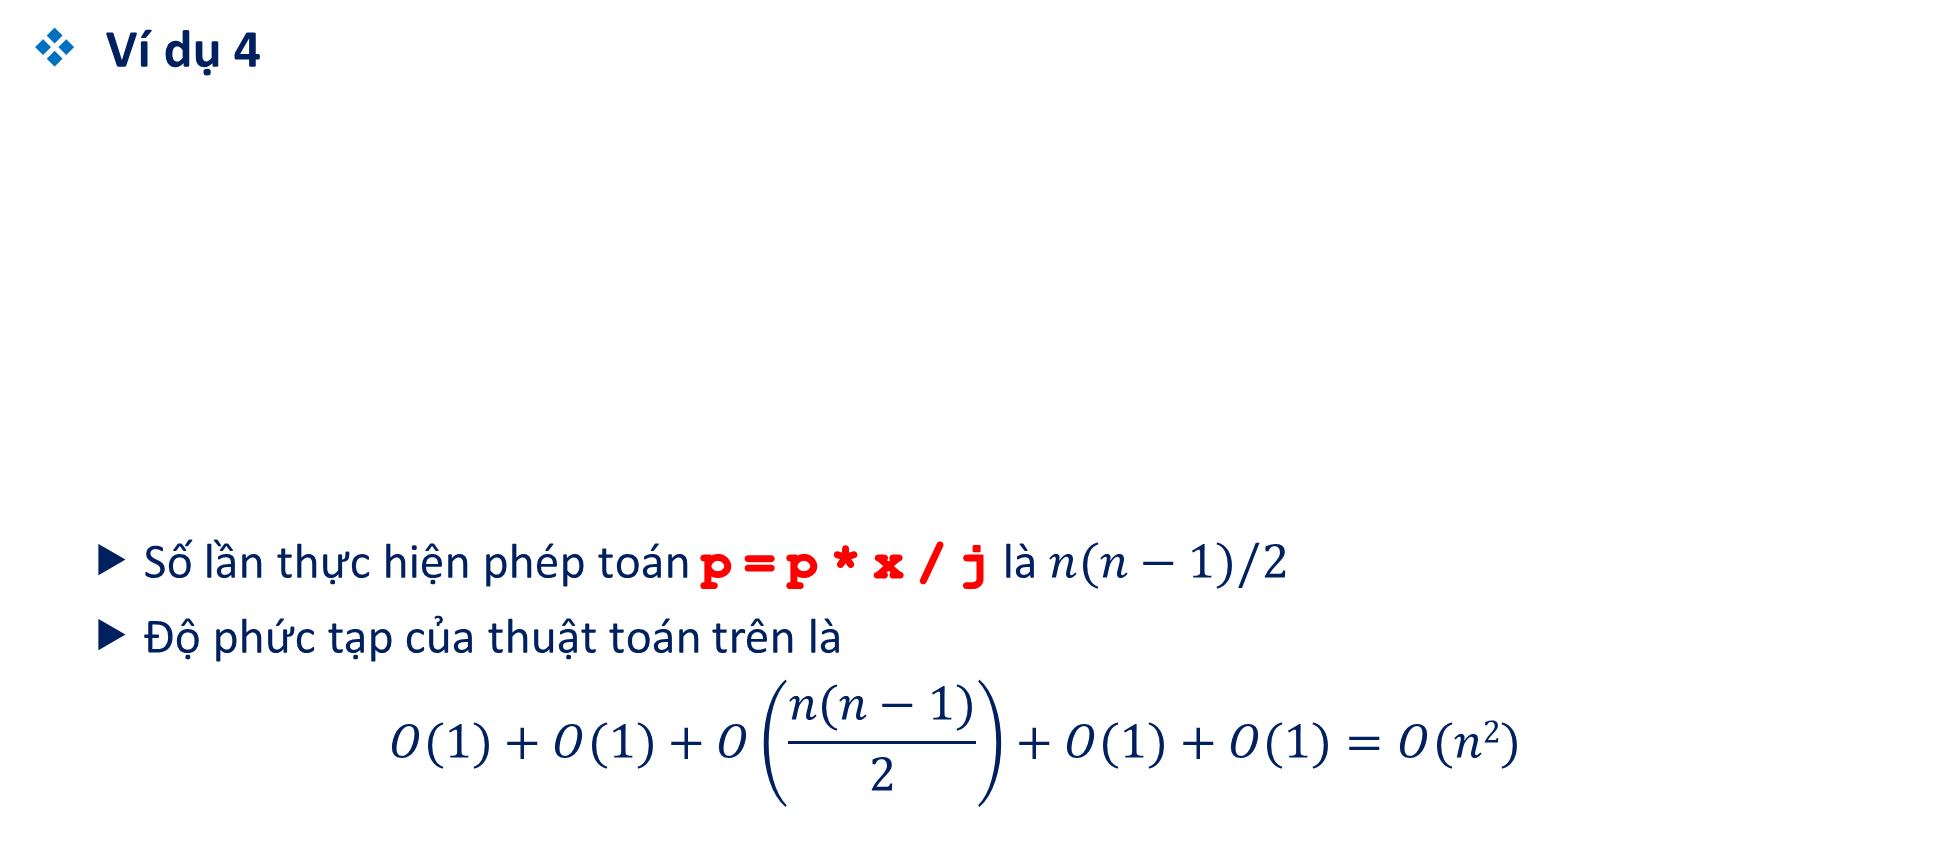 ❖ Ví dụ 4
▶ Số lần thực hiện phép toán p = p * x / j là n(n − 1)/2
▶ Độ phức tạp của thuật toán trên là
O(1) + O(1) + O(n(n − 1)/2) + O(1) + O(1) = O(n²)